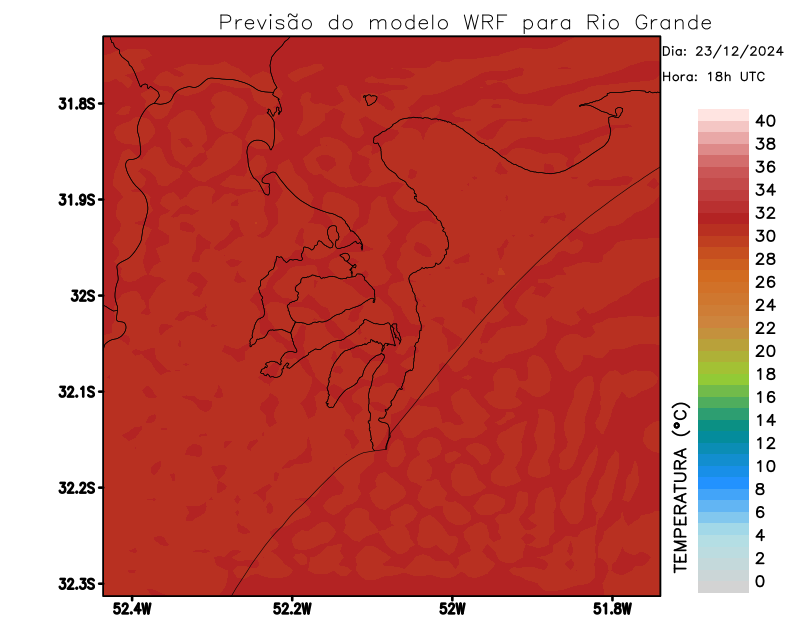 Previsão do modelo WRF para Rio Grande
Dia: 23/12/2024
Hora: 18h UTC
31.8S
31.9S
32S
32.1S
32.2S
32.3S
52.4W
52.2W
52W
51.8W
TEMPERATURA (°C)
40
38
36
34
32
30
28
26
24
22
20
18
16
14
12
10
8
6
4
2
0